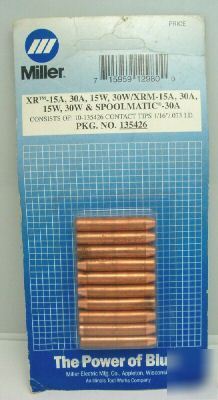 PRICE
Miller.
7 15959 12980 0
XR™-15A, 30A, 15W, 30W/XRM-15A, 30A,
15W, 30W & SPOOLMATIC®-30A
CONSISTS OF: 10-135426 CONTACT TIPS 1/16"/.073 I.D.
PKG. NO. 135426
The Power of Blu
Miller Electric Mfg. Co., Appleton, Wisconsin
An Illinois Tool Works Company